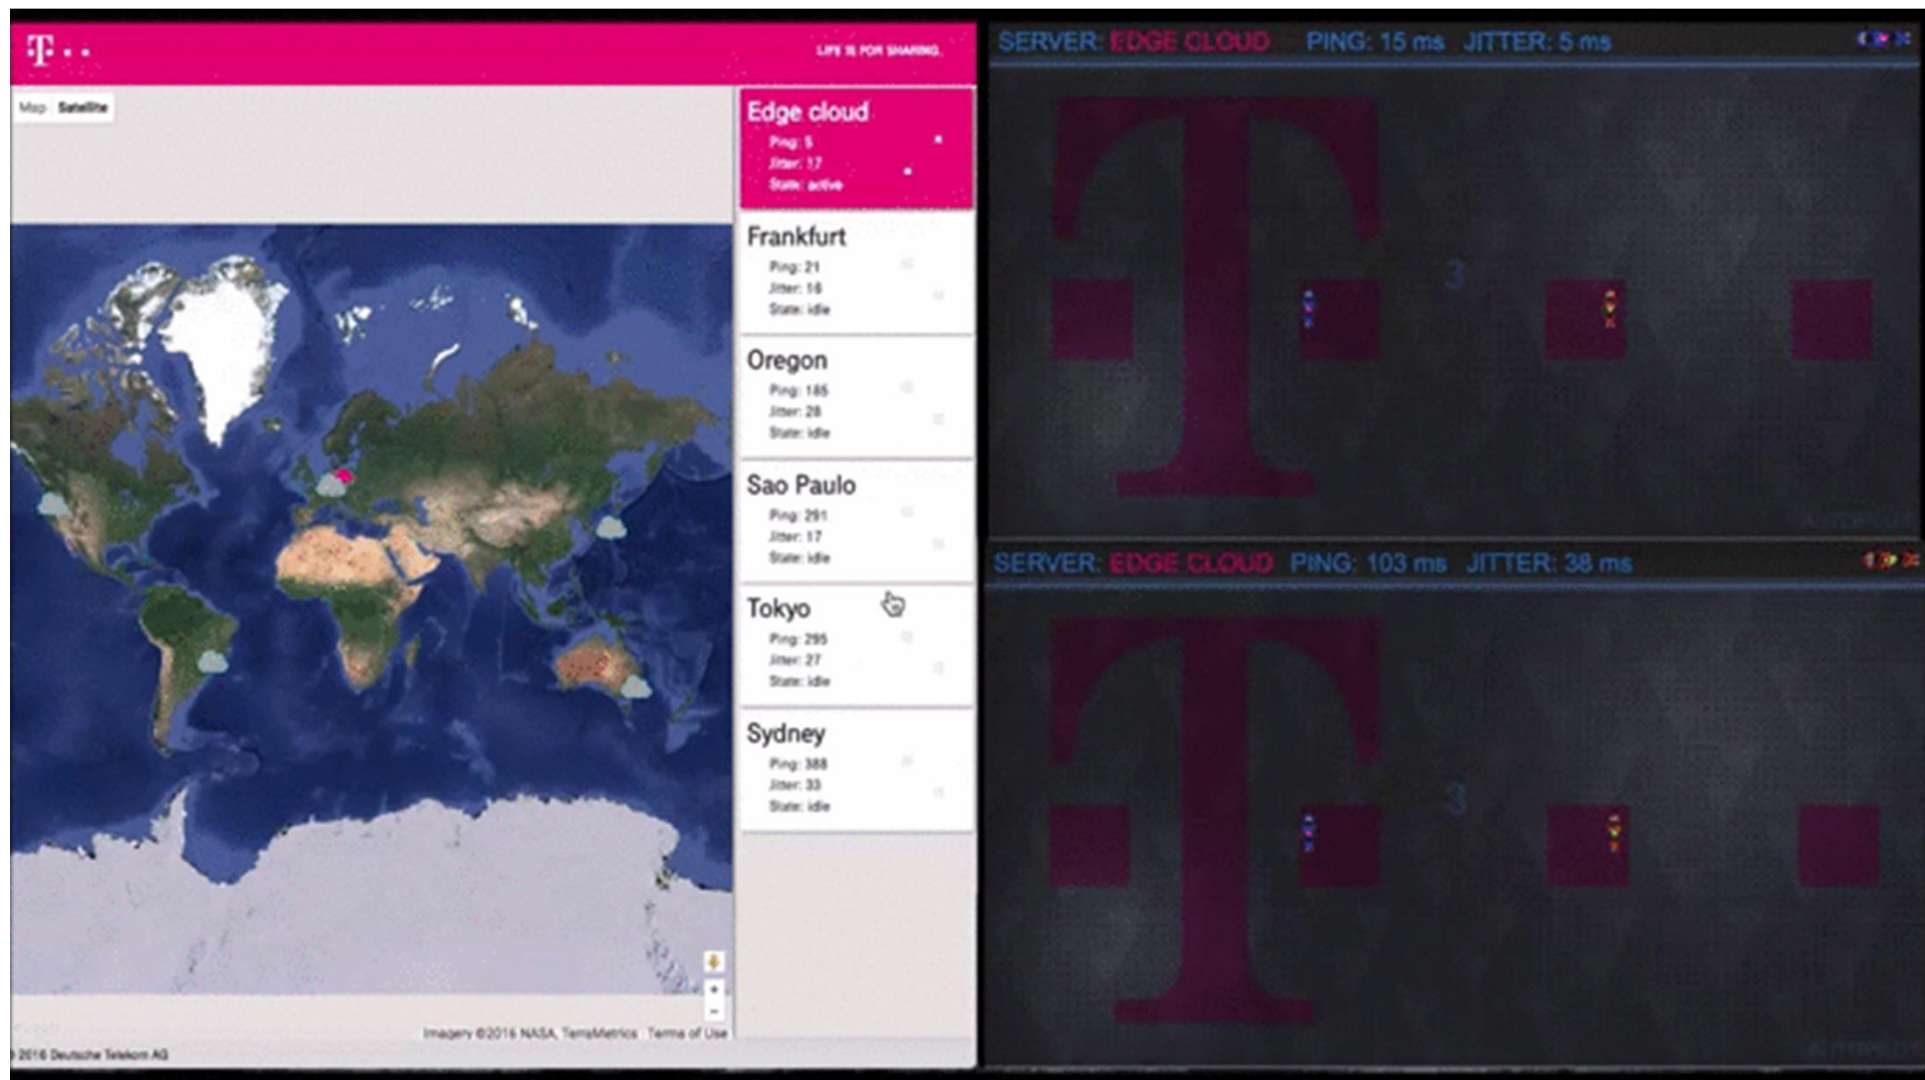 T
LIFE IS FOR SHARING.
Map Satellite
Edge cloud
Ping: 5
Jitter: 17
State: active
Frankfurt
Ping: 21
Jitter: 16
State: idle
Oregon
Ping: 185
Jitter: 28
State: idle
Sao Paulo
Ping: 291
Jitter: 17
State: idle
Tokyo
Ping: 295
Jitter: 27
State: idle
Sydney
Ping: 388
Jitter: 33
State: idle
Imagery ©2016 NASA, TerraMetrics Terms of Use
2016 Deutsche Telekom AG
SERVER: EDGE CLOUD PING: 15 ms JITTER: 5 ms
T
3
SERVER: EDGE CLOUD PING: 103 ms JITTER: 38 ms
T
3